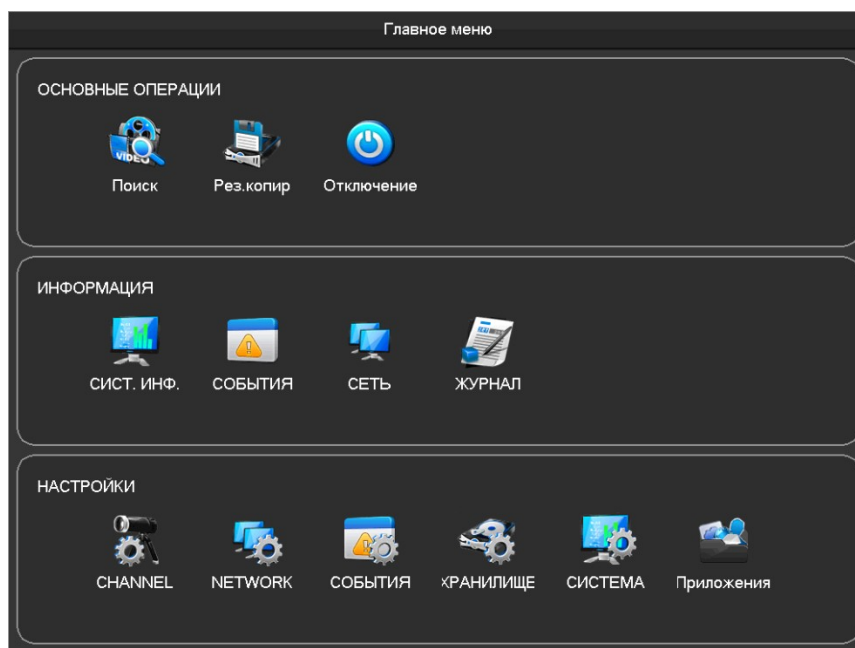 Главное меню
ОСНОВНЫЕ ОПЕРАЦИИ
VIDEO
Поиск Рез.копир Отключение
ИНФОРМАЦИЯ
СИСТ. ИНФ. СОБЫТИЯ СЕТЬ ЖУРНАЛ
НАСТРОЙКИ
CHANNEL NETWORK СОБЫТИЯ ХРАНИЛИЩЕ СИСТЕМА Приложения